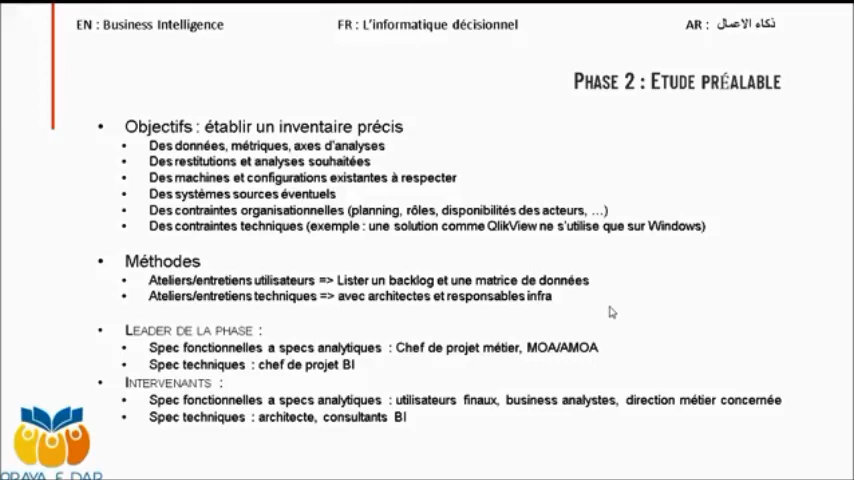 EN : Business Intelligence
FR : L'informatique décisionnel
AR : ذكاء الاعمال
PHASE 2 : ETUDE PRÉALABLE
• Objectifs : établir un inventaire précis
• Des données, métriques, axes d'analyses
• Des restitutions et analyses souhaitées
• Des machines et configurations existantes à respecter
• Des systèmes sources éventuels
• Des contraintes organisationnelles (planning, rôles, disponibilités des acteurs, …)
• Des contraintes techniques (exemple : une solution comme QlikView ne s'utilise que sur Windows)
• Méthodes
• Ateliers/entretiens utilisateurs => Lister un backlog et une matrice de données
• Ateliers/entretiens techniques => avec architectes et responsables infra
• LEADER DE LA PHASE :
• Spec fonctionnelles a specs analytiques : Chef de projet métier, MOA/AMOA
• Spec techniques : chef de projet BI
• INTERVENANTS :
• Spec fonctionnelles a specs analytiques : utilisateurs finaux, business analystes, direction métier concernée
• Spec techniques : architecte, consultants BI